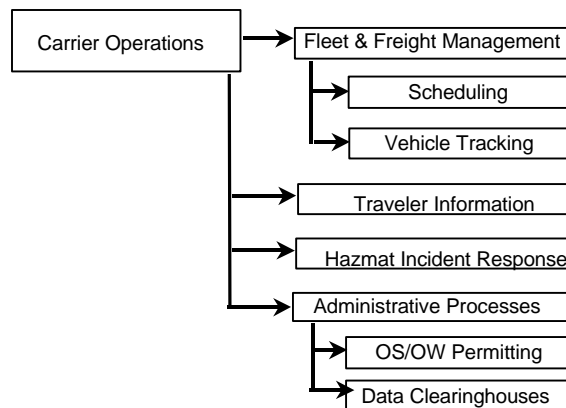 Carrier Operations
Fleet & Freight Management
Scheduling
Vehicle Tracking
Traveler Information
Hazmat Incident Response
Administrative Processes
OS/OW Permitting
Data Clearinghouses